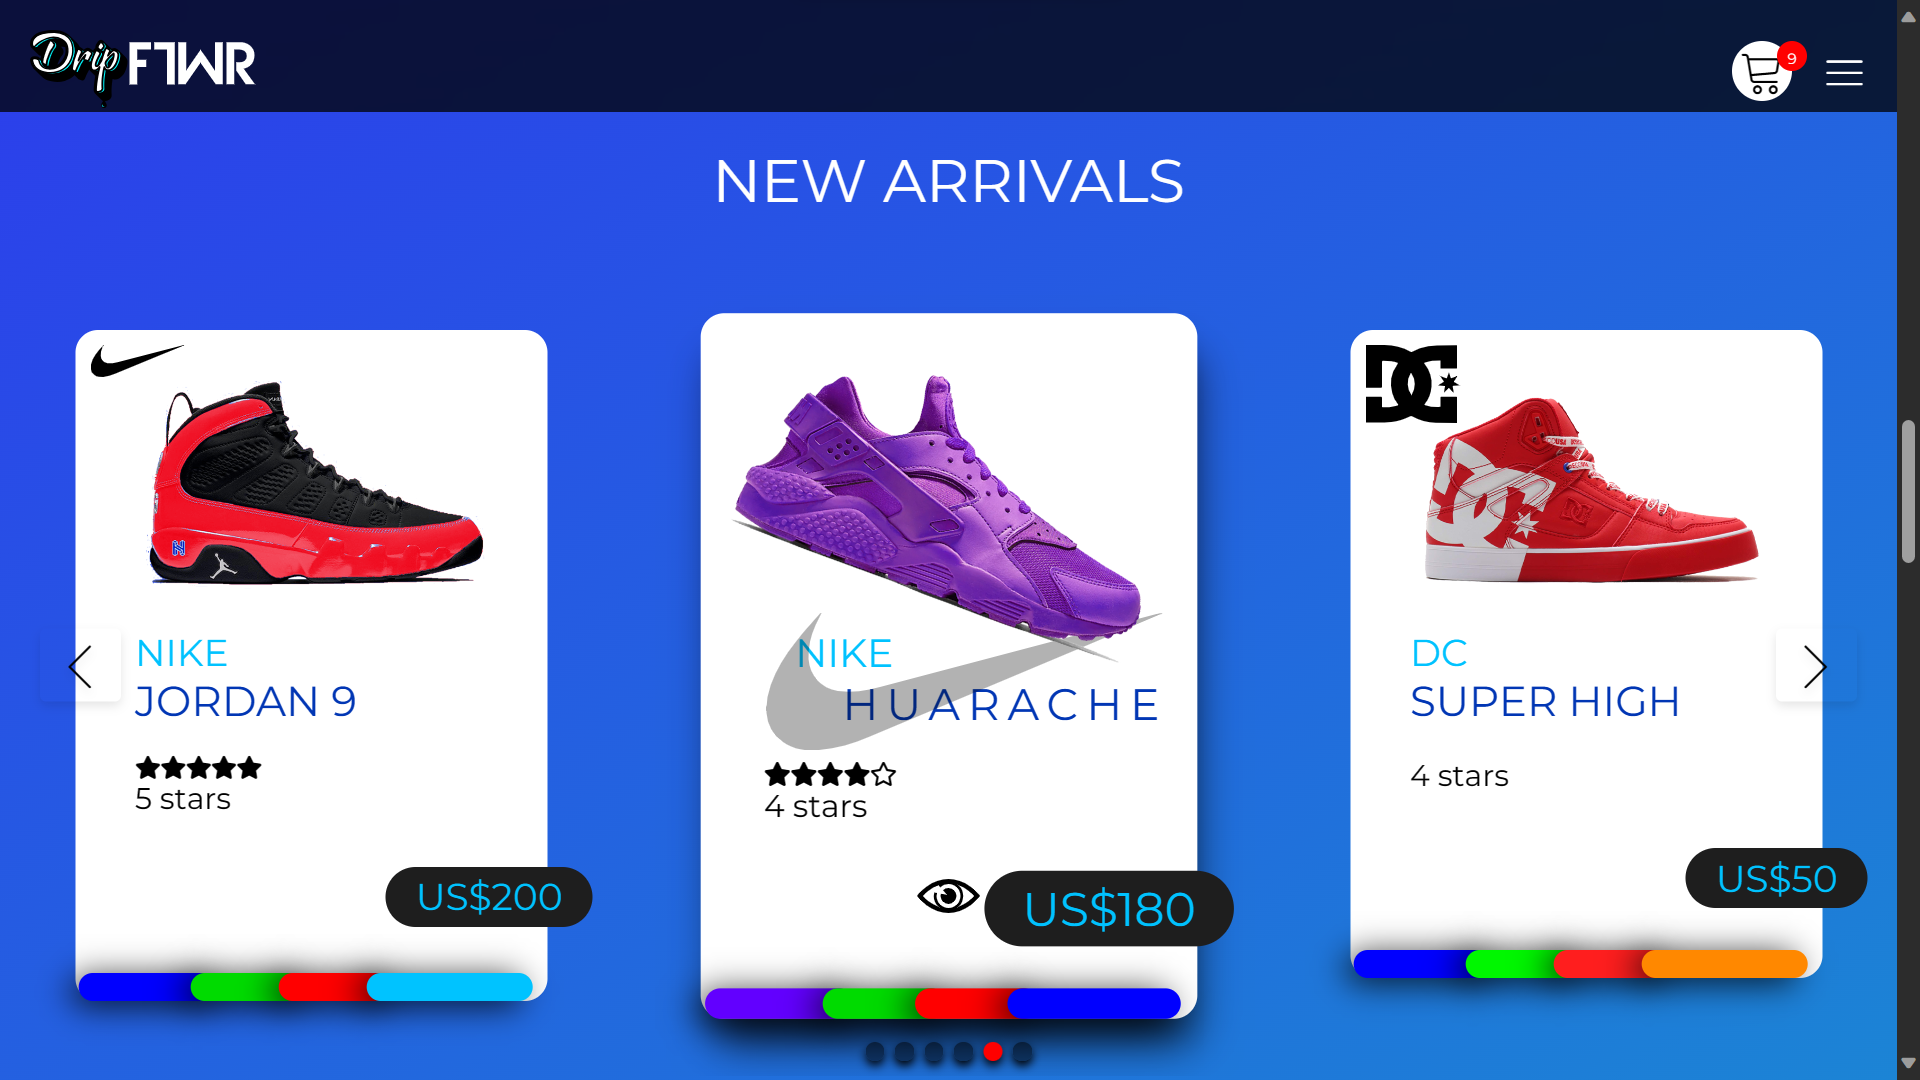 Drip FTWR
9
NEW ARRIVALS
NIKE
JORDAN 9
5 stars
US$200
NIKE
HUARACHE
4 stars
US$180
DC
SUPER HIGH
4 stars
US$50